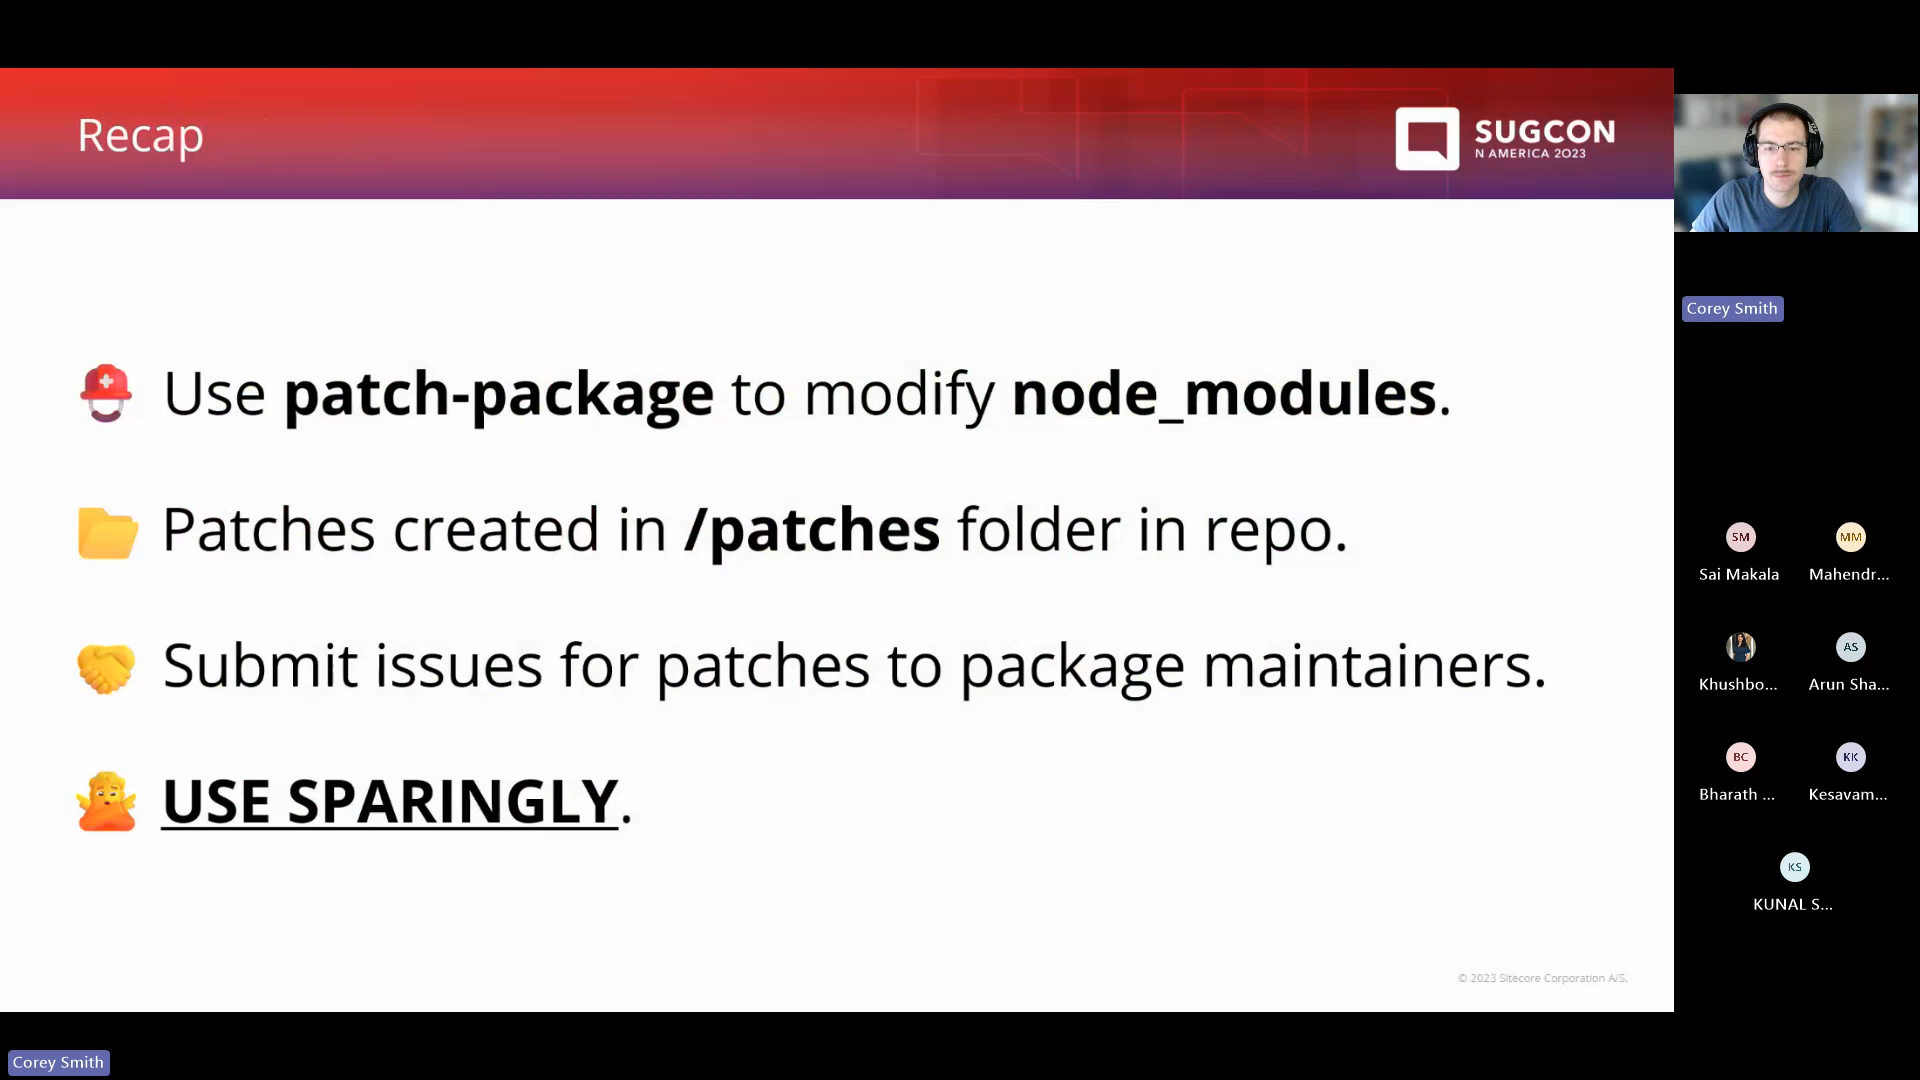 Recap
SUGCON
N AMERICA 2023
Use patch-package to modify node_modules.
Patches created in /patches folder in repo.
Submit issues for patches to package maintainers.
USE SPARINGLY.
© 2023 Sitecore Corporation A/S.
Corey Smith
Corey Smith
SM
MM
Sai Makala
Mahendr...
AS
Khushbo...
Arun Sha...
BC
KK
Bharath ...
Kesavam...
KS
KUNAL S...